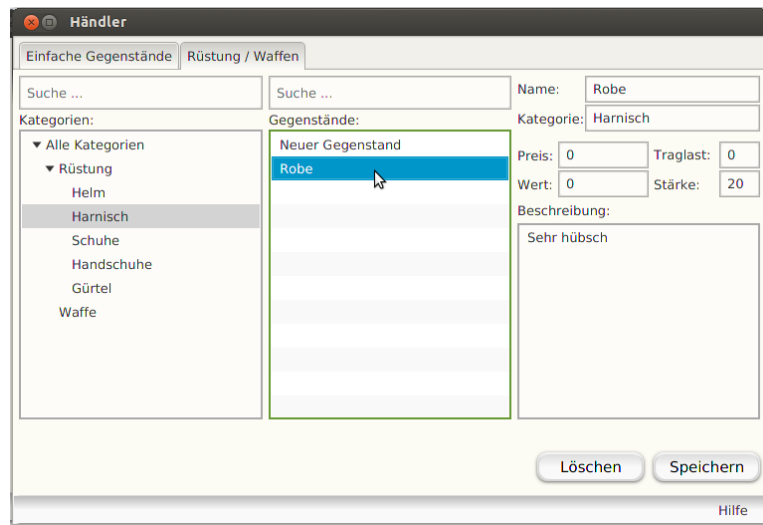 Händler
Einfache Gegenstände
Rüstung / Waffen
Suche ...
Kategorien:
Alle Kategorien
Rüstung
Helm
Harnisch
Schuhe
Handschuhe
Gürtel
Waffe
Suche ...
Gegenstände:
Neuer Gegenstand
Robe
Name: Robe
Kategorie: Harnisch
Preis: 0 Traglast: 0
Wert: 0 Stärke: 20
Beschreibung:
Sehr hübsch
Löschen
Speichern
Hilfe